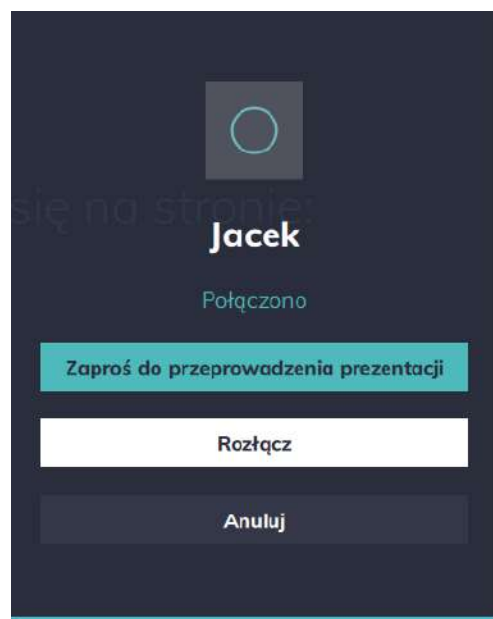 się na stronie:
Jacek
Połączono
Zaproś do przeprowadzenia prezentacji
Rozłącz
Anuluj